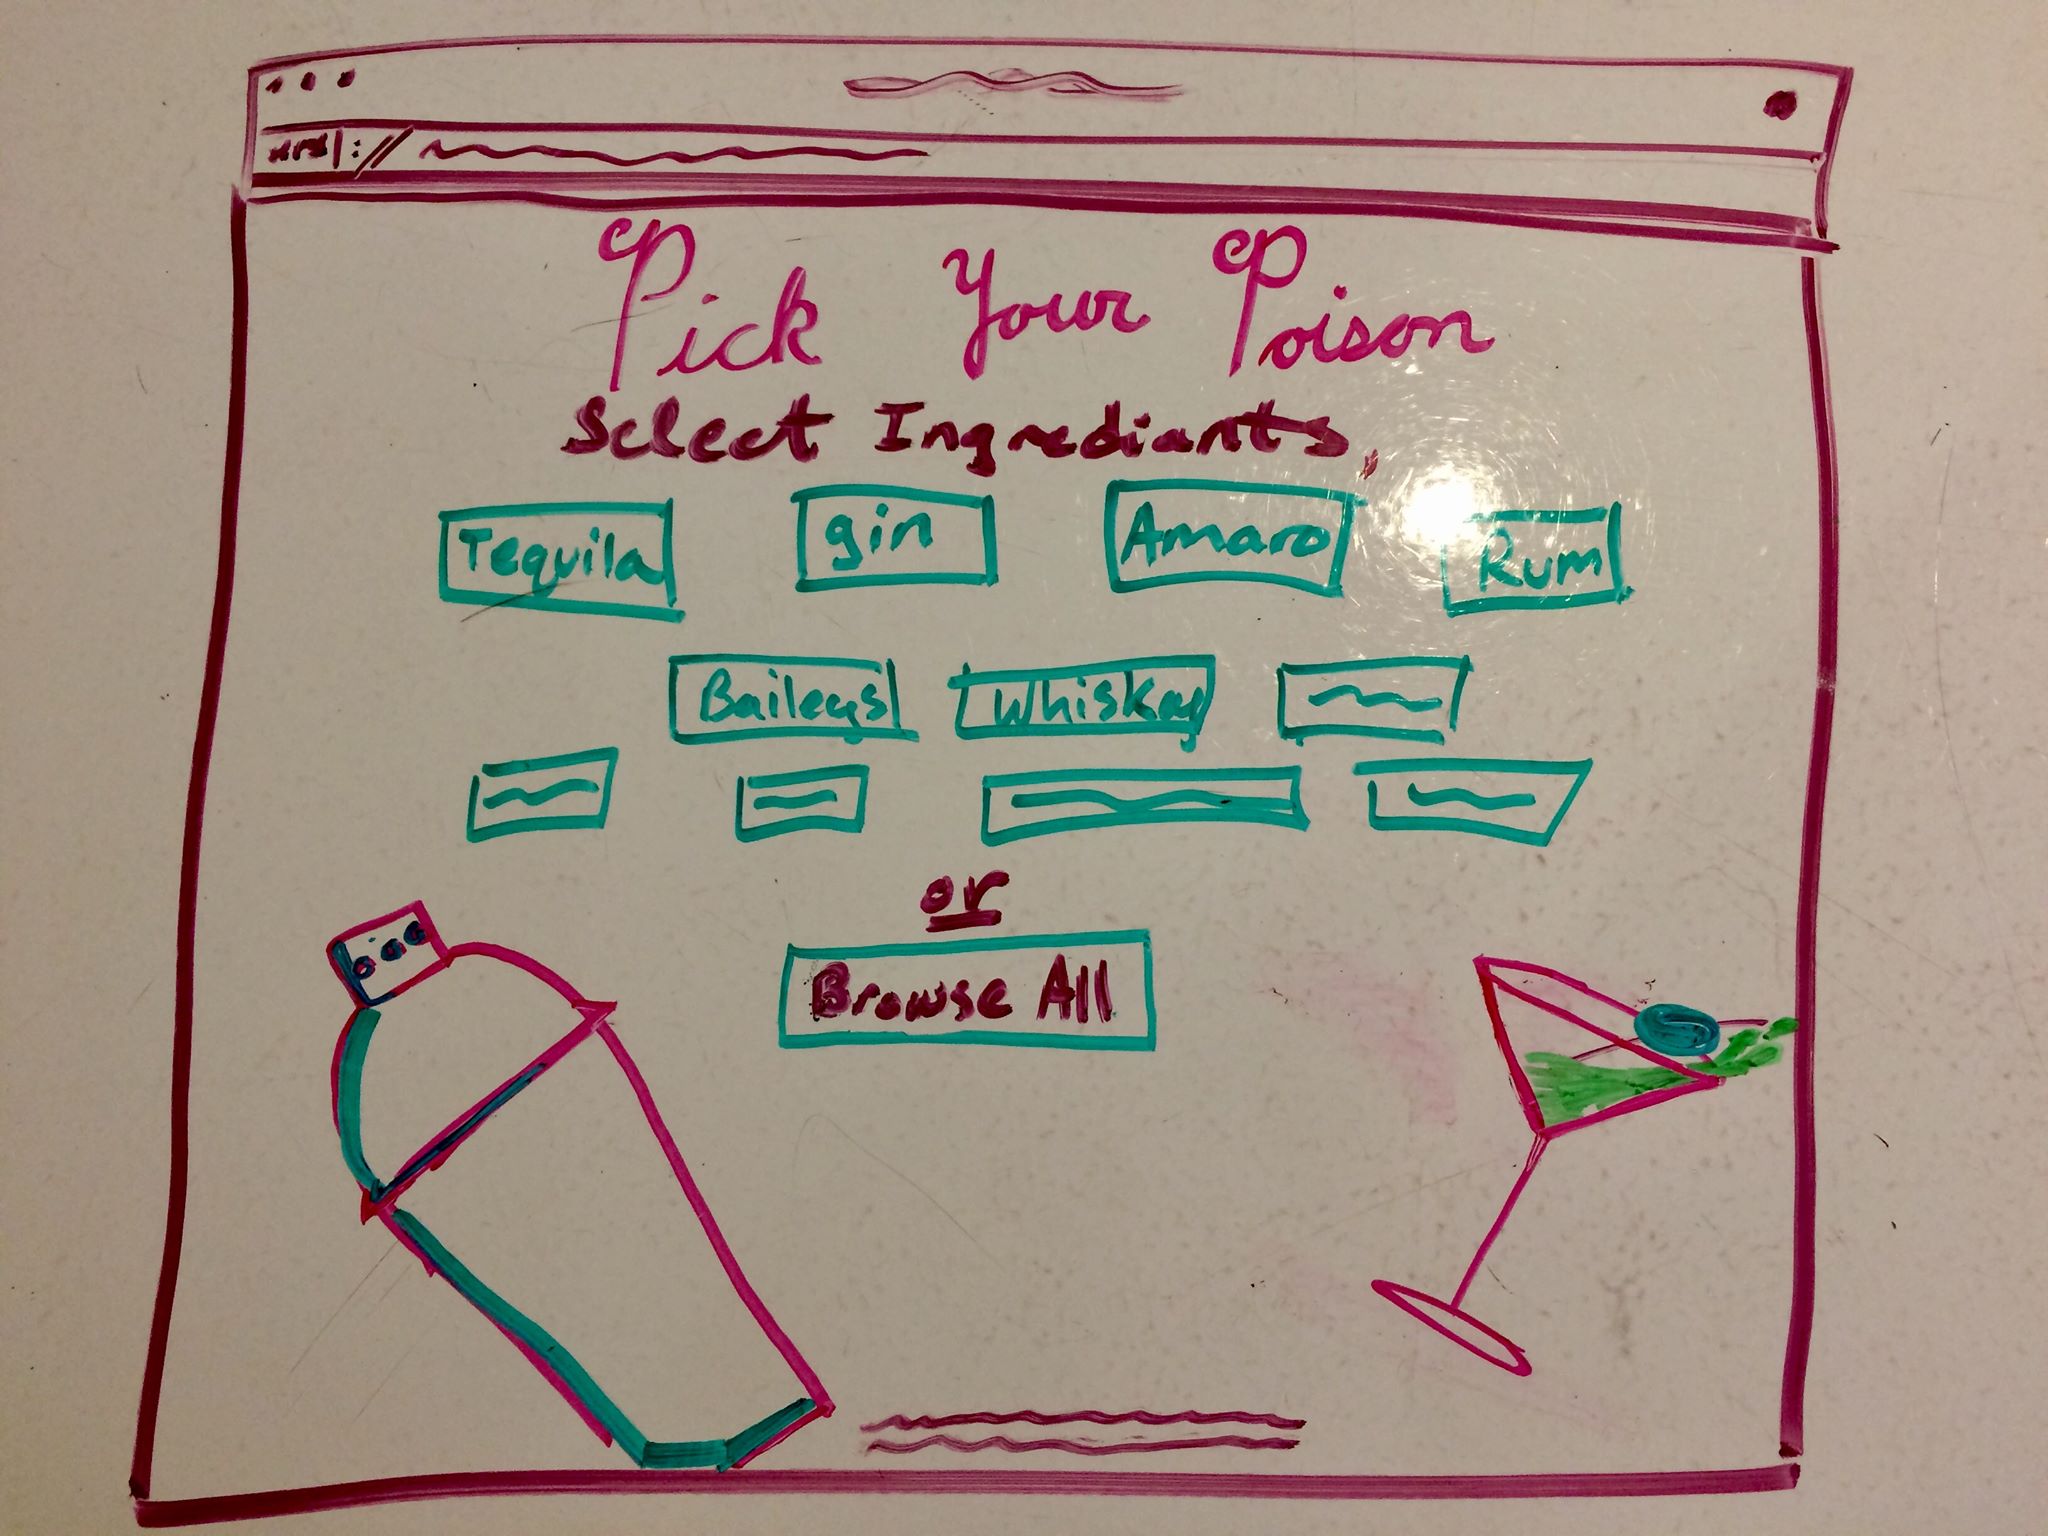 url://
Pick Your Poison
Select Ingrediants,
Tequila gin Amaro Rum
Baileys Whiskey
or
Browse All